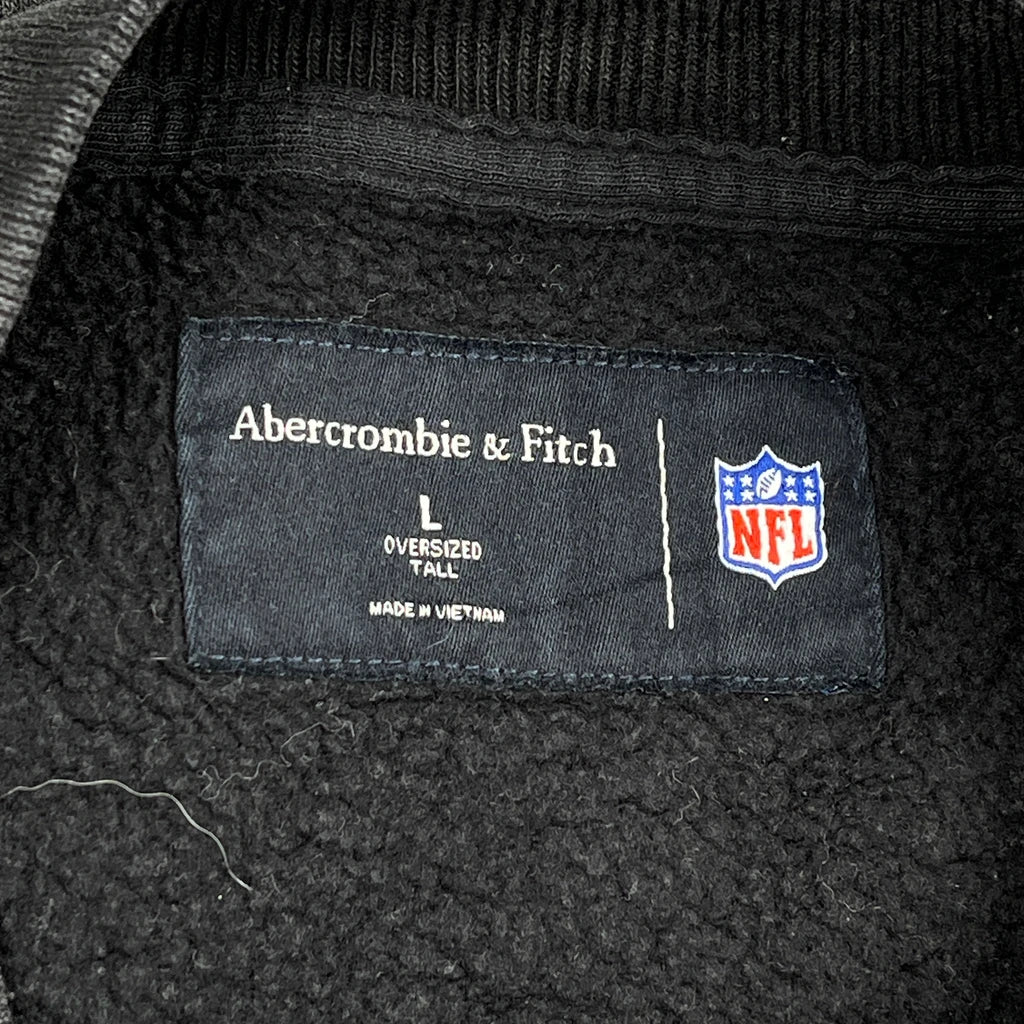 Abercrombie & Fitch
L
OVERSIZED
TALL
MADE IN VIETNAM
NFL